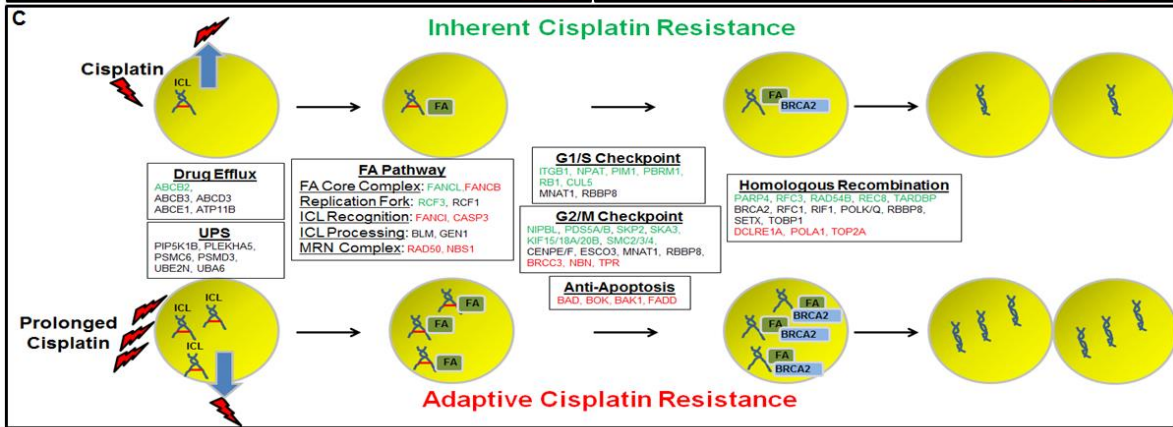 C
Inherent Cisplatin Resistance
Cisplatin
ICL
FA
FA
BRCA2
Drug Efflux
ABCB2,
ABCB3, ABCD3
ABCE1, ATP11B
UPS
PIP5K1B, PLEKHA5,
PSMC6, PSMD3,
UBE2N, UBA6
FA Pathway
FA Core Complex: FANCL,FANCB
Replication Fork: RCF3, RCF1
ICL Recognition: FANCI, CASP3
ICL Processing: BLM, GEN1
MRN Complex: RAD50, NBS1
G1/S Checkpoint
ITGB1, NPAT, PIM1, PBRM1,
RB1, CUL5
MNAT1, RBBP8
G2/M Checkpoint
NIPBL, PDS5A/B, SKP2, SKA3,
KIF15/18A/20B, SMC2/3/4,
CENPE/F, ESCO3, MNAT1, RBBP8,
BRCC3, NBN, TPR
Anti-Apoptosis
BAD, BOK, BAK1, FADD
Homologous Recombination
PARP4, RFC3, RAD54B, REC8, TARDBP
BRCA2, RFC1, RIF1, POLK/Q, RBBP8,
SETX, TOBP1
DCLRE1A, POLA1, TOP2A
Prolonged
Cisplatin
ICL
ICL
ICL
FA
FA
FA
FA
BRCA2
FA
BRCA2
FA
BRCA2
Adaptive Cisplatin Resistance